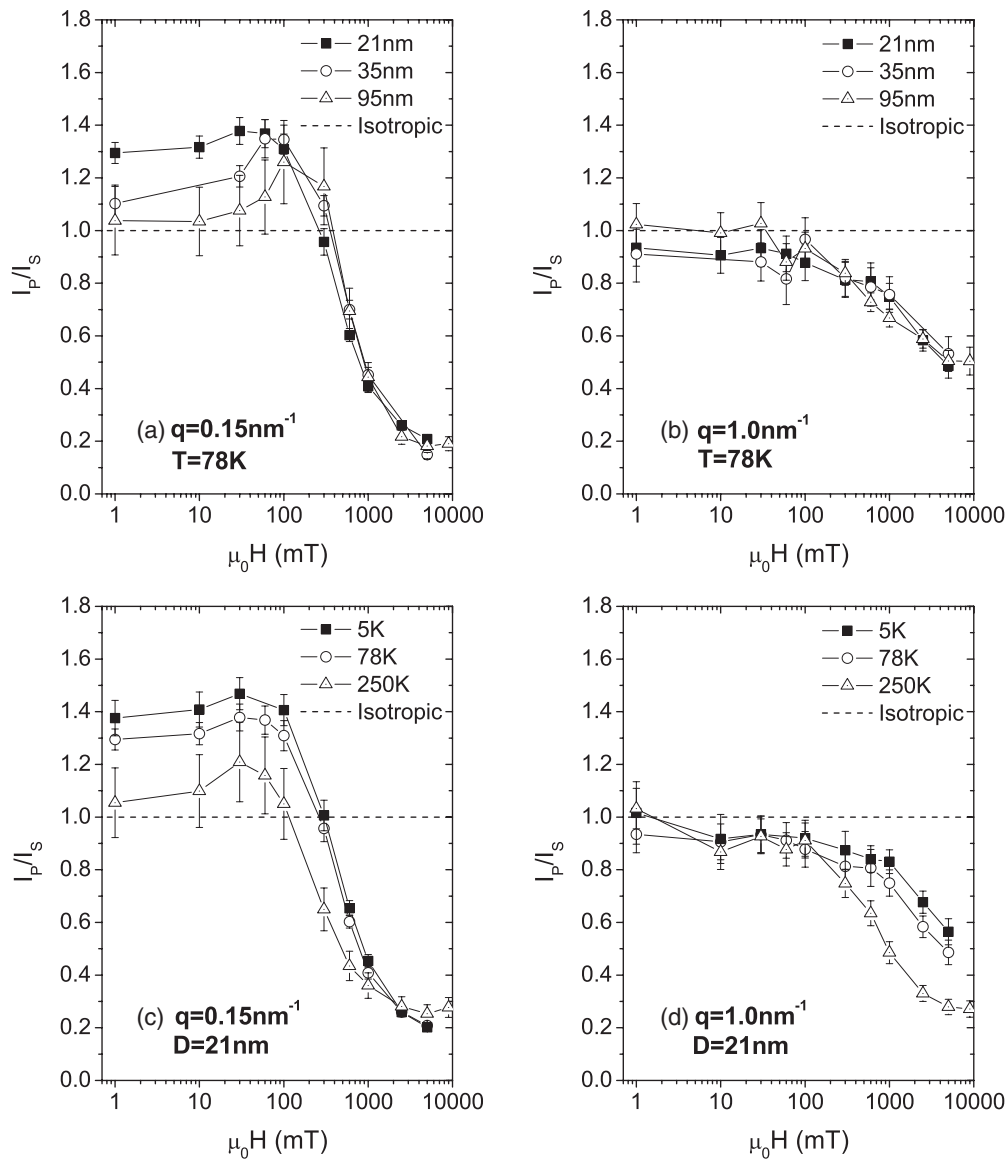 1.8
1.6
1.4
1.2
1.0
0.8
0.6
0.4
0.2
0.0
I_P/I_S
21nm
35nm
95nm
Isotropic
(a) q=0.15nm⁻¹
T=78K
1 10 100 1000 10000
μ₀H (mT)
1.8
1.6
1.4
1.2
1.0
0.8
0.6
0.4
0.2
0.0
I_P/I_S
21nm
35nm
95nm
Isotropic
(b) q=1.0nm⁻¹
T=78K
1 10 100 1000 10000
μ₀H (mT)
1.8
1.6
1.4
1.2
1.0
0.8
0.6
0.4
0.2
0.0
I_P/I_S
5K
78K
250K
Isotropic
(c) q=0.15nm⁻¹
D=21nm
1 10 100 1000 10000
μ₀H (mT)
1.8
1.6
1.4
1.2
1.0
0.8
0.6
0.4
0.2
0.0
I_P/I_S
5K
78K
250K
Isotropic
(d) q=1.0nm⁻¹
D=21nm
1 10 100 1000 10000
μ₀H (mT)